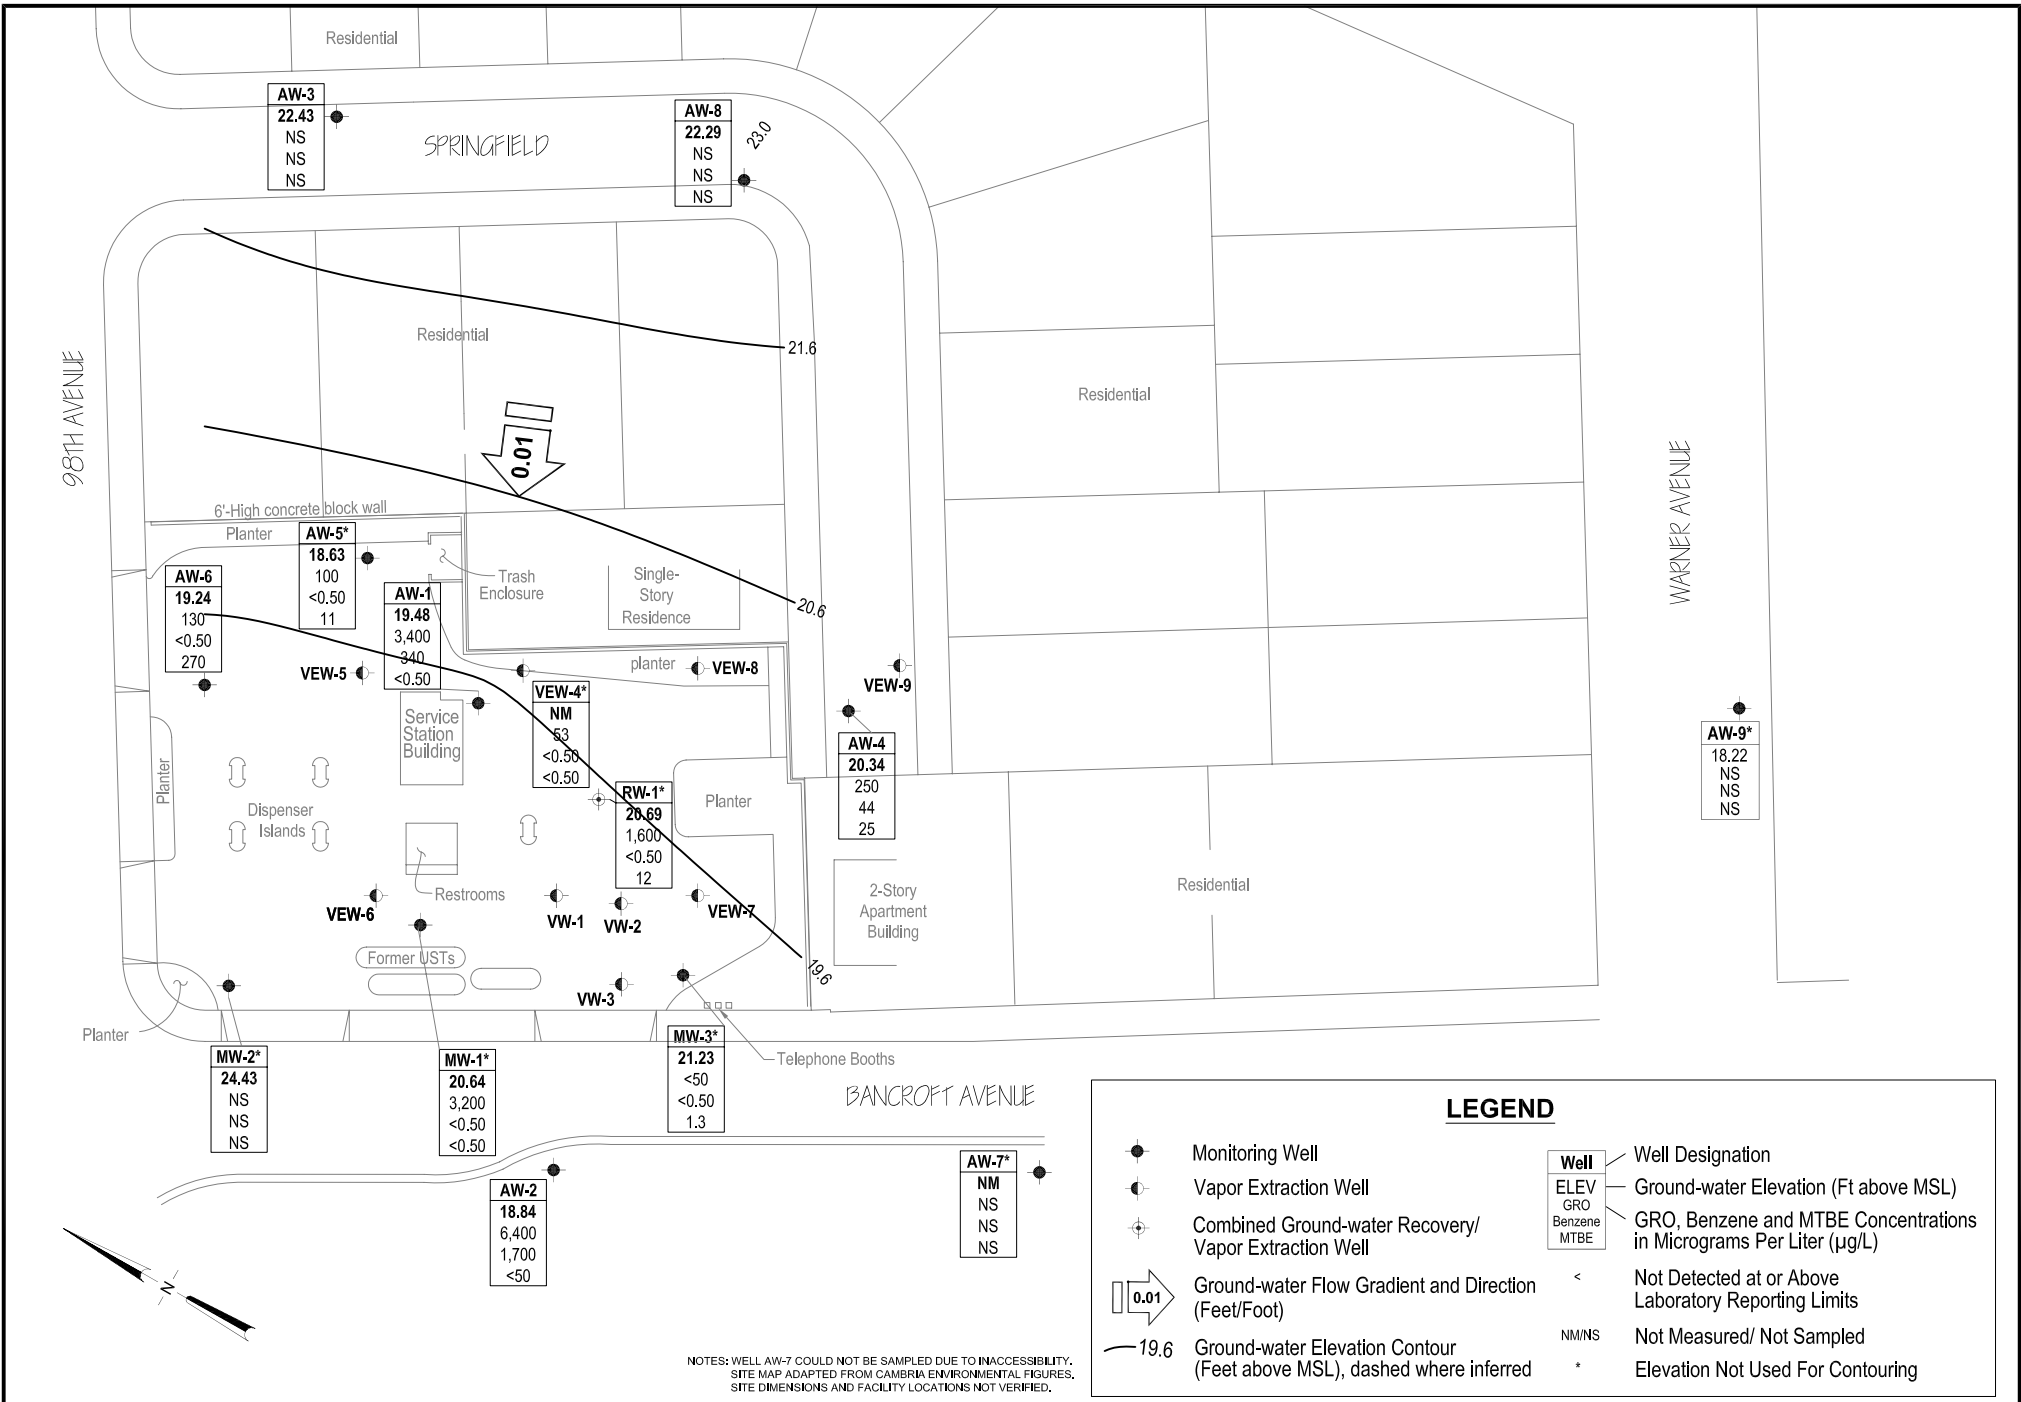 Residential
AW-3
22.43
NS
NS
NS
SPRINGFIELD
AW-8
22.29
NS
NS
NS
23.0
21.6
Residential
Residential
98TH AVENUE
WARNER AVENUE
0.01
6'-High concrete block wall
Planter
AW-5*
18.63
100
<0.50
11
AW-6
19.24
130
<0.50
270
AW-1
19.48
3,400
340
<0.50
Trash
Enclosure
Single-
Story
Residence
20.6
VEW-5
planter
VEW-8
VEW-9
VEW-4*
NM
53
<0.50
<0.50
Service
Station
Building
AW-4
20.34
250
44
25
AW-9*
18.22
NS
NS
NS
Planter
Dispenser
Islands
RW-1*
20.69
1,600
<0.50
12
Planter
Restrooms
VEW-6
VW-1
VW-2
VEW-7
2-Story
Apartment
Building
Residential
Former USTs
19.6
VW-3
Planter
MW-2*
24.43
NS
NS
NS
MW-1*
20.64
3,200
<0.50
<0.50
MW-3*
21.23
<50
<0.50
1.3
Telephone Booths
BANCROFT AVENUE
AW-2
18.84
6,400
1,700
<50
AW-7*
NM
NS
NS
NS
N
NOTES: WELL AW-7 COULD NOT BE SAMPLED DUE TO INACCESSIBILITY.
SITE MAP ADAPTED FROM CAMBRIA ENVIRONMENTAL FIGURES.
SITE DIMENSIONS AND FACILITY LOCATIONS NOT VERIFIED.
LEGEND
Monitoring Well
Vapor Extraction Well
Combined Ground-water Recovery/
Vapor Extraction Well
0.01
Ground-water Flow Gradient and Direction
(Feet/Foot)
19.6
Ground-water Elevation Contour
(Feet above MSL), dashed where inferred
Well
ELEV
GRO
Benzene
MTBE
Well Designation
Ground-water Elevation (Ft above MSL)
GRO, Benzene and MTBE Concentrations
in Micrograms Per Liter (µg/L)
< Not Detected at or Above
Laboratory Reporting Limits
NM/NS Not Measured/ Not Sampled
* Elevation Not Used For Contouring